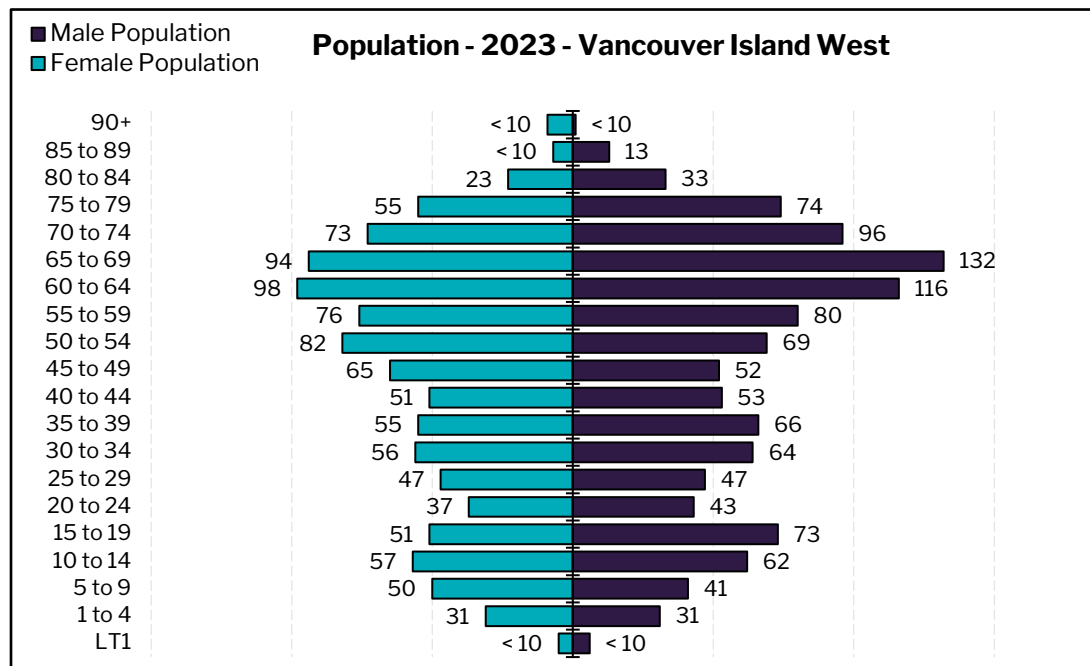 Male Population
Female Population
Population - 2023 - Vancouver Island West
90+ < 10 < 10
85 to 89 < 10 13
80 to 84 23 33
75 to 79 55 74
70 to 74 73 96
65 to 69 94 132
60 to 64 98 116
55 to 59 76 80
50 to 54 82 69
45 to 49 65 52
40 to 44 51 53
35 to 39 55 66
30 to 34 56 64
25 to 29 47 47
20 to 24 37 43
15 to 19 51 73
10 to 14 57 62
5 to 9 50 41
1 to 4 31 31
LT1 < 10 < 10